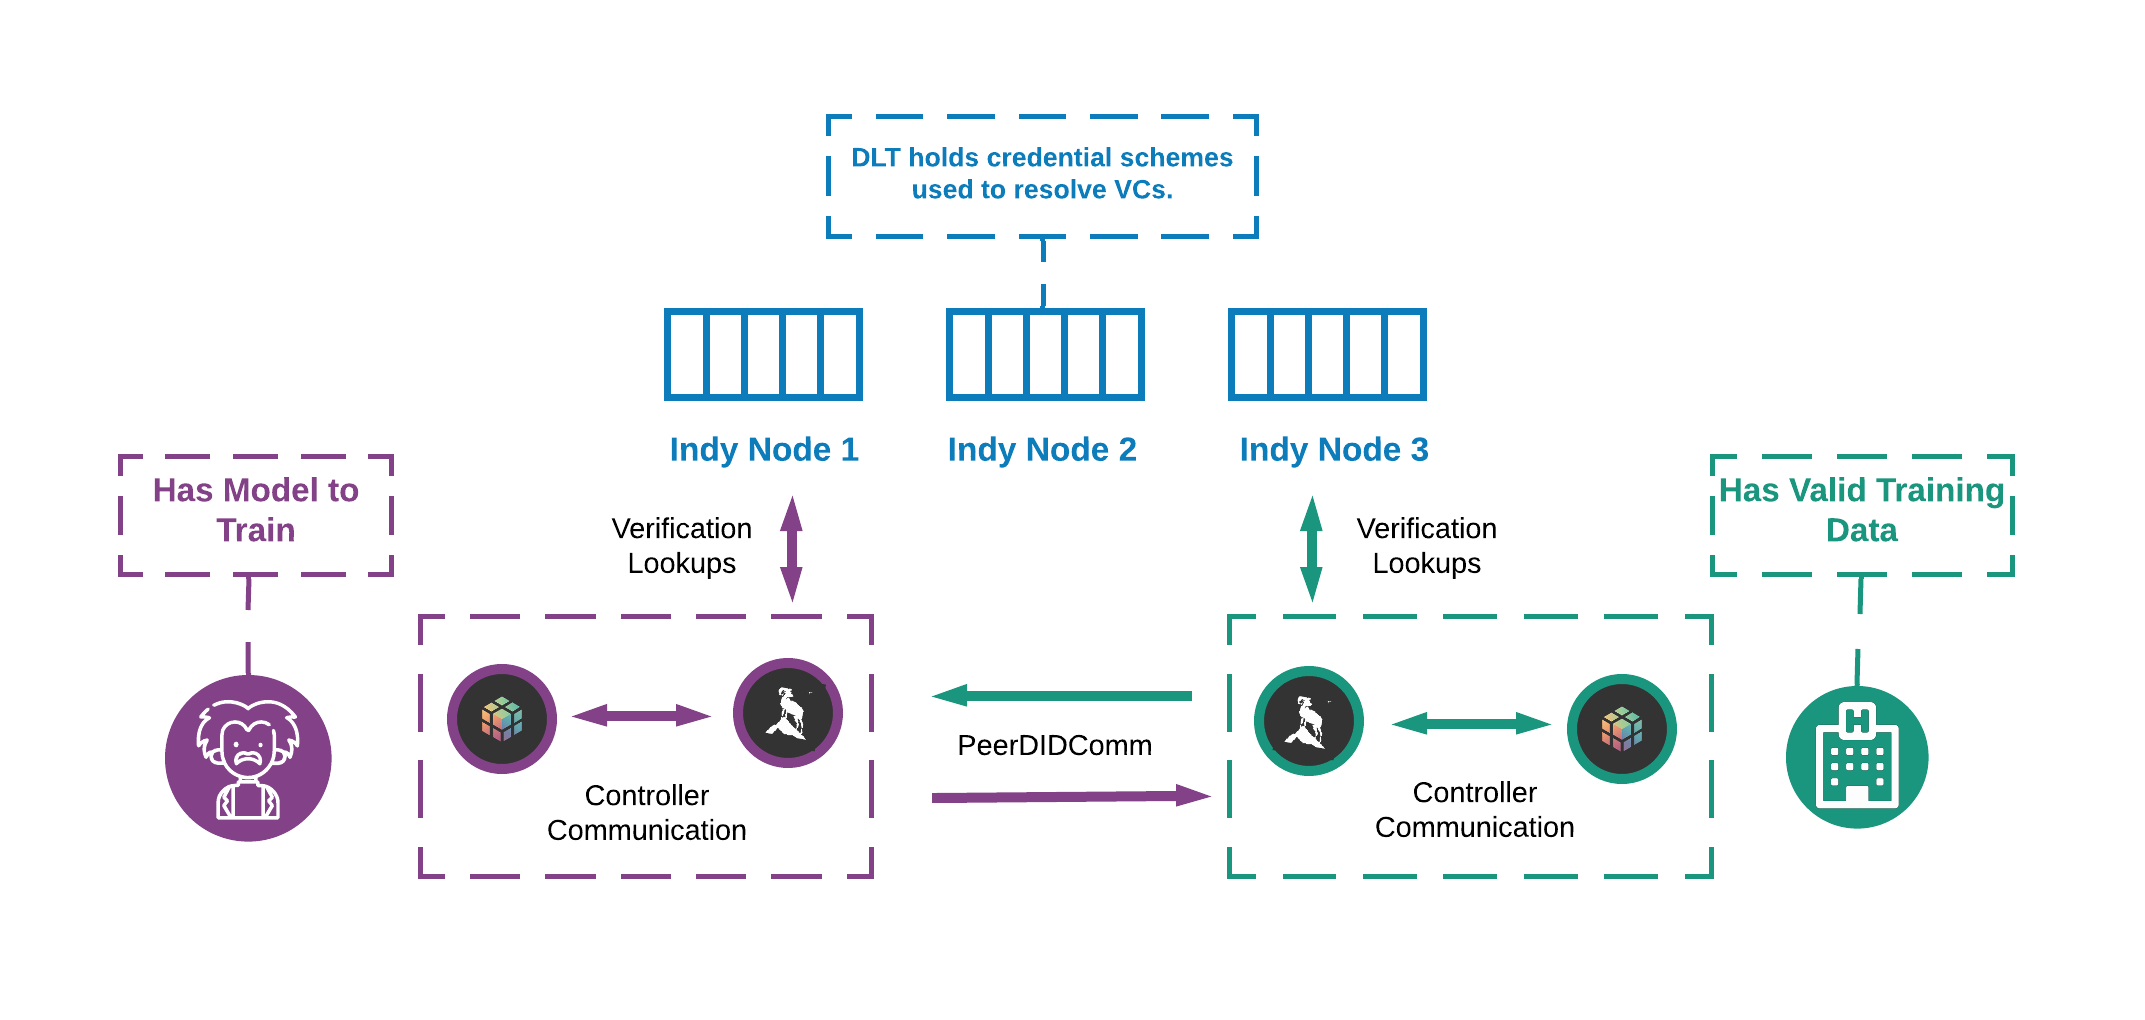 DLT holds credential schemes
used to resolve VCs.
Indy Node 1
Indy Node 2
Indy Node 3
Has Model to
Train
Verification
Lookups
Verification
Lookups
Has Valid Training
Data
PeerDIDComm
Controller
Communication
Controller
Communication
H